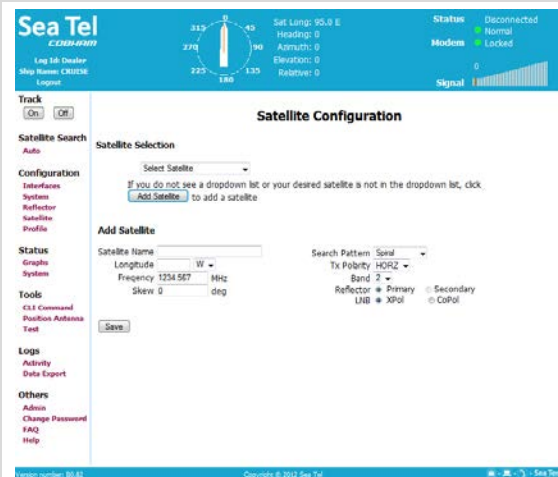 Sea Tel
COBHAM
Log Id: Dealer
Ship Name: CRUISE
Logout
0
315 45
270 90
225 135
180
Sat Long: 95.0 E
Heading: 0
Azimuth: 0
Elevation: 0
Relative: 0
Status Disconnected
Normal
Modem Locked
0
Signal
Track
On Off
Satellite Search
Auto
Configuration
Interfaces
System
Reflector
Satellite
Profile
Status
Graphs
System
Tools
CLI Command
Position Antenna
Test
Logs
Activity
Data Export
Others
Admin
Change Password
FAQ
Help
Satellite Configuration
Satellite Selection
Select Satellite
If you do not see a dropdown list or your desired satellite is not in the dropdown list, click
Add Satellite to add a satellite
Add Satellite
Satellite Name
Longitude W
Freqency 1234.567 MHz
Skew 0 deg
Search Pattern Spiral
Tx Polarity HORZ
Band 2
Reflector Primary Secondary
LNB XPol CoPol
Save
Version number: B0.82
Copyright © 2012 Sea Tel
Sea Tel